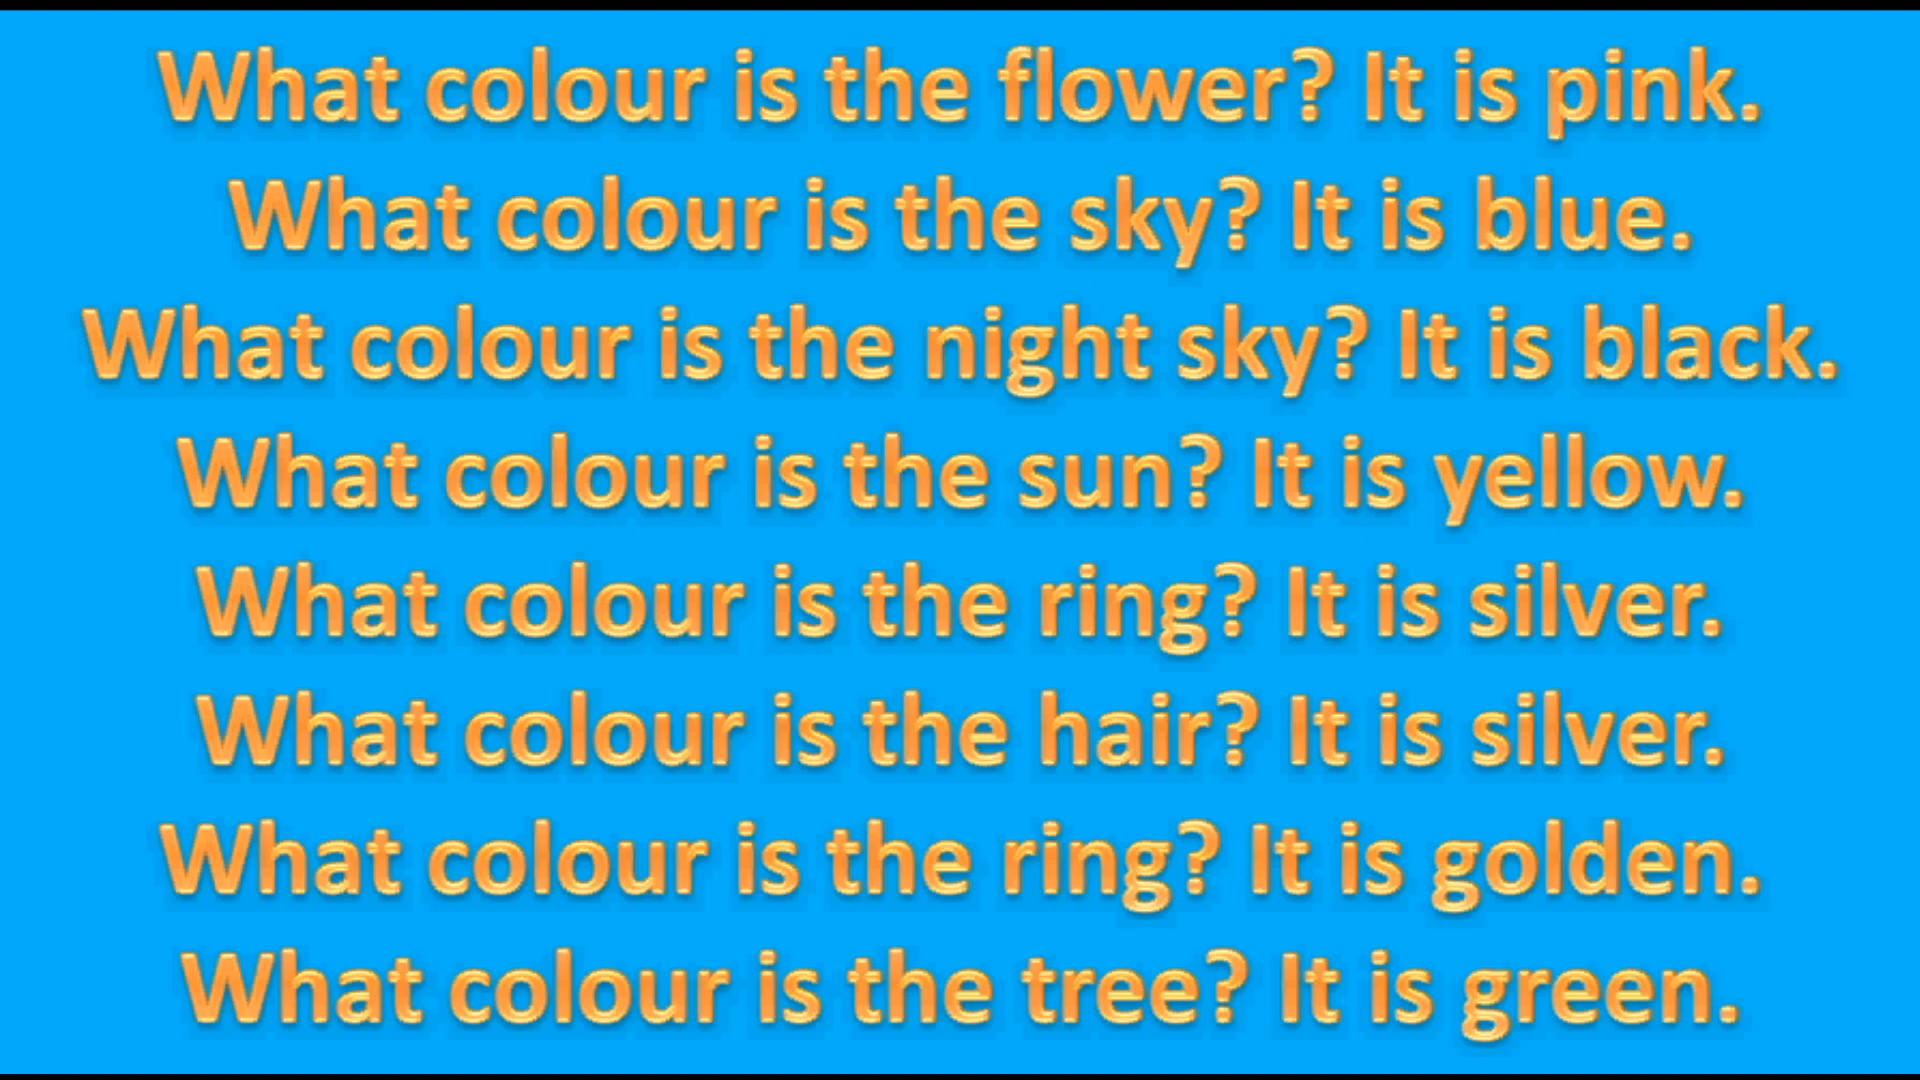 What colour is the flower? It is pink.
What colour is the sky? It is blue.
What colour is the night sky? It is black.
What colour is the sun? It is yellow.
What colour is the ring? It is silver.
What colour is the hair? It is silver.
What colour is the ring? It is golden.
What colour is the tree? It is green.